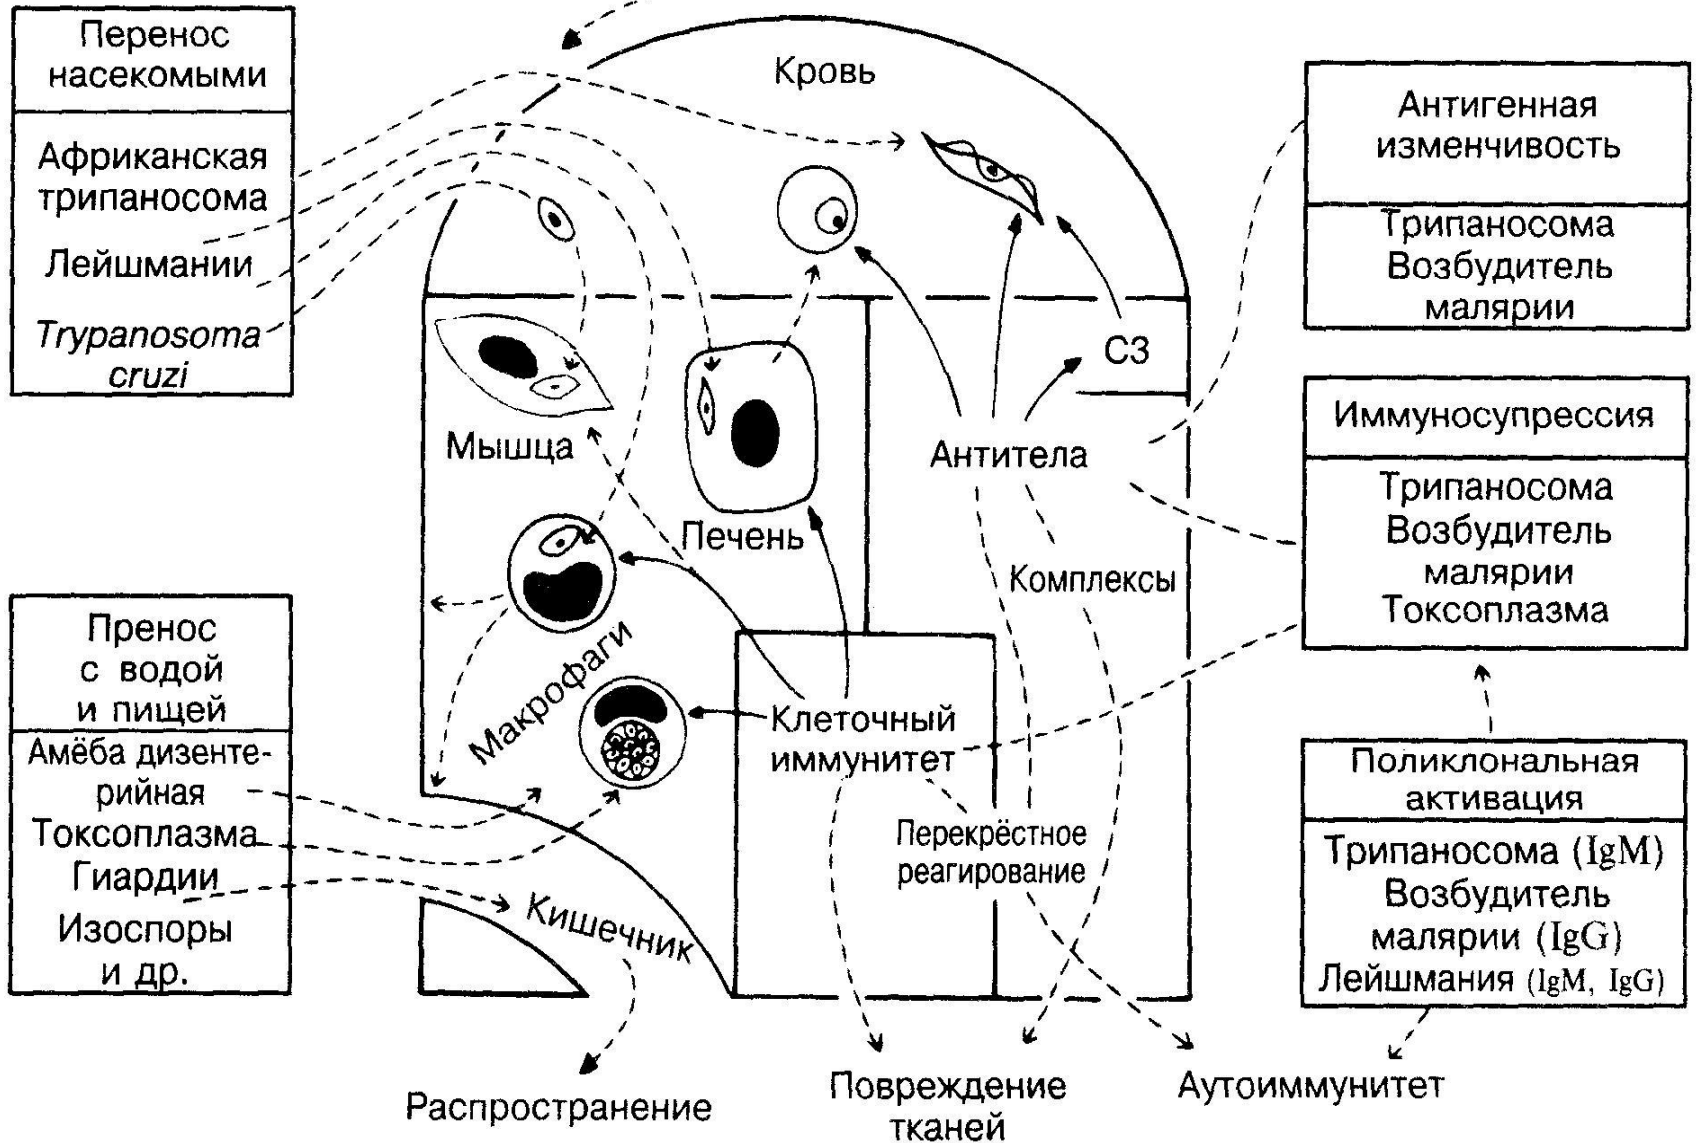 Перенос
насекомыми
Африканская
трипаносома
Лейшмании
Trypanosoma
cruzi
Пренос
с водой
и пищей
Амёба дизенте-
рийная
Токсоплазма
Гиардии
Изоспоры
и др.
Кровь
Мышца
Печень
Макрофаги
Кишечник
Распространение
С3
Антитела
Комплексы
Клеточный
иммунитет
Перекрёстное
реагирование
Повреждение
тканей
Аутоиммунитет
Антигенная
изменчивость
Трипаносома
Возбудитель
малярии
Иммуносупрессия
Трипаносома
Возбудитель
малярии
Токсоплазма
Поликлональная
активация
Трипаносома (IgM)
Возбудитель
малярии (IgG)
Лейшмания (IgM, IgG)